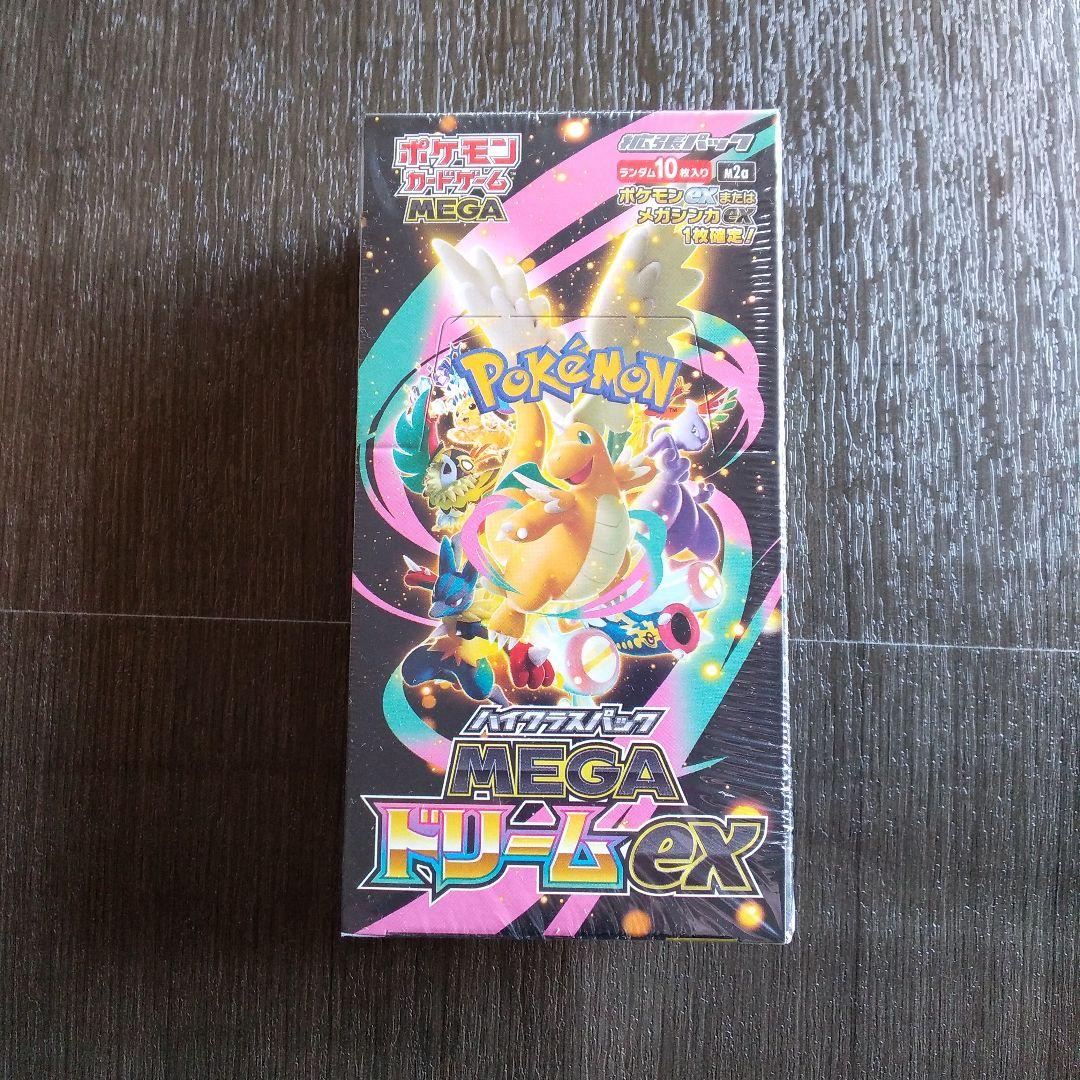 ポケモン
カードゲーム
MEGA
拡張パック
ランダム10枚入り M2a
ポケモンexまたは
メガシンカex
1枚確定!
POKéMON
TM
ハイクラスパック
MEGA
ドリームex